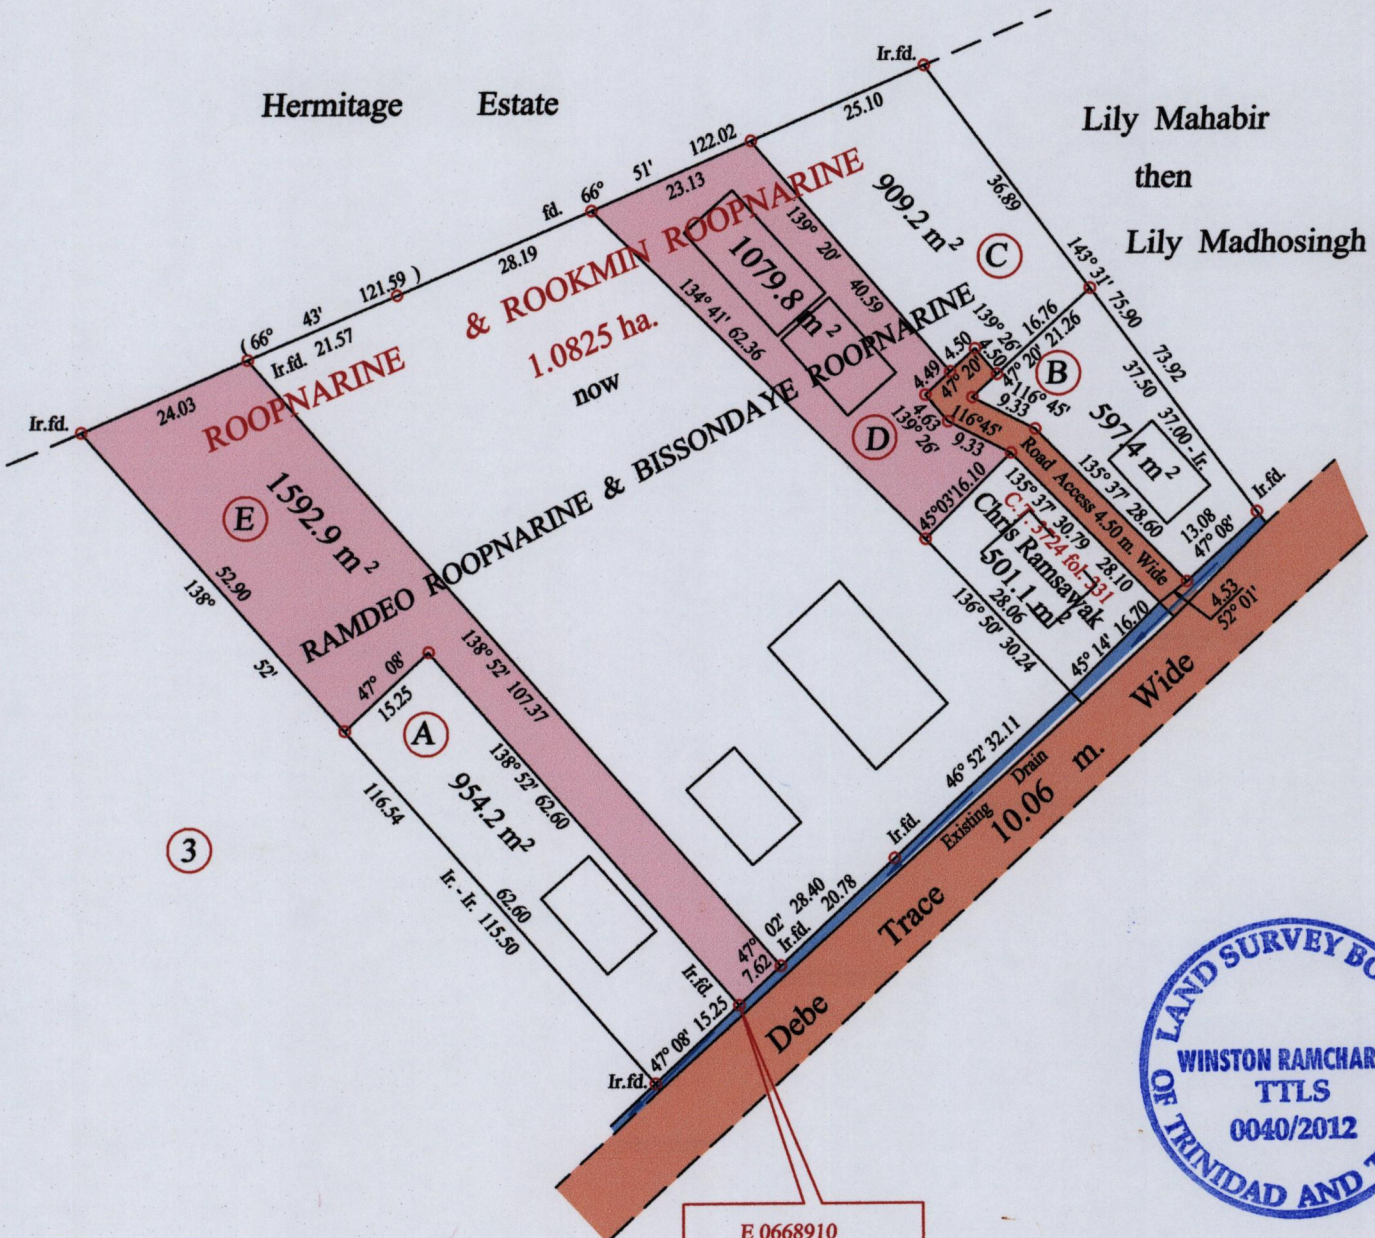 Ir.fd.
25.10
Hermitage Estate
Lily Mahabir
then
Lily Madhosingh
66° 51' 122.02
23.13
fd.
36.89
909.2 m²
C
139° 20' 40.59
1079.8 m²
143° 31' 75.90
73.92
(66° 43' 121.59 )
28.19
Ir.fd. 21.57
ROOPNARINE & ROOKMIN ROOPNARINE
1.0825 ha.
now
134° 41' 62.36
139° 26'
4.50
16.76
47° 20' 21.26
4.50
47° 20'
4.49
B
37.50
37.00 - Ir.
116° 45'
9.33
597.4 m²
4.63
139° 26'
116°45'
9.33
D
Ir.fd.
24.03
RAMDEO ROOPNARINE & BISSONDAYE ROOPNARINE
E
1592.9 m²
52.90
138° 52'
Road Access 4.50 m. Wide
135° 37' 28.60
Ir.fd.
13.08
47° 08'
45°03'16.10
135° 37' 30.79
28.10
C.T. 3724 fol. 331
Chris Ramsawak
501.1 m²
28.06
136° 50' 30.24
45° 14' 16.70
4.53
52° 01'
47° 08'
15.25
A
138° 52' 107.37
138° 52' 62.60
954.2 m²
116.54
3
62.60
Ir. - Ir. 115.50
46° 52' 32.11
Existing Drain
Ir.fd.
Debe Trace 10.06 m. Wide
47° 02' 28.40
Ir.fd. 20.78
7.62
Ir.fd.
47° 08' 15.25
Ir.fd.
E 0668910
LAND SURVEY BO
WINSTON RAMCHAR
TTLS
0040/2012
OF TRINIDAD AND T